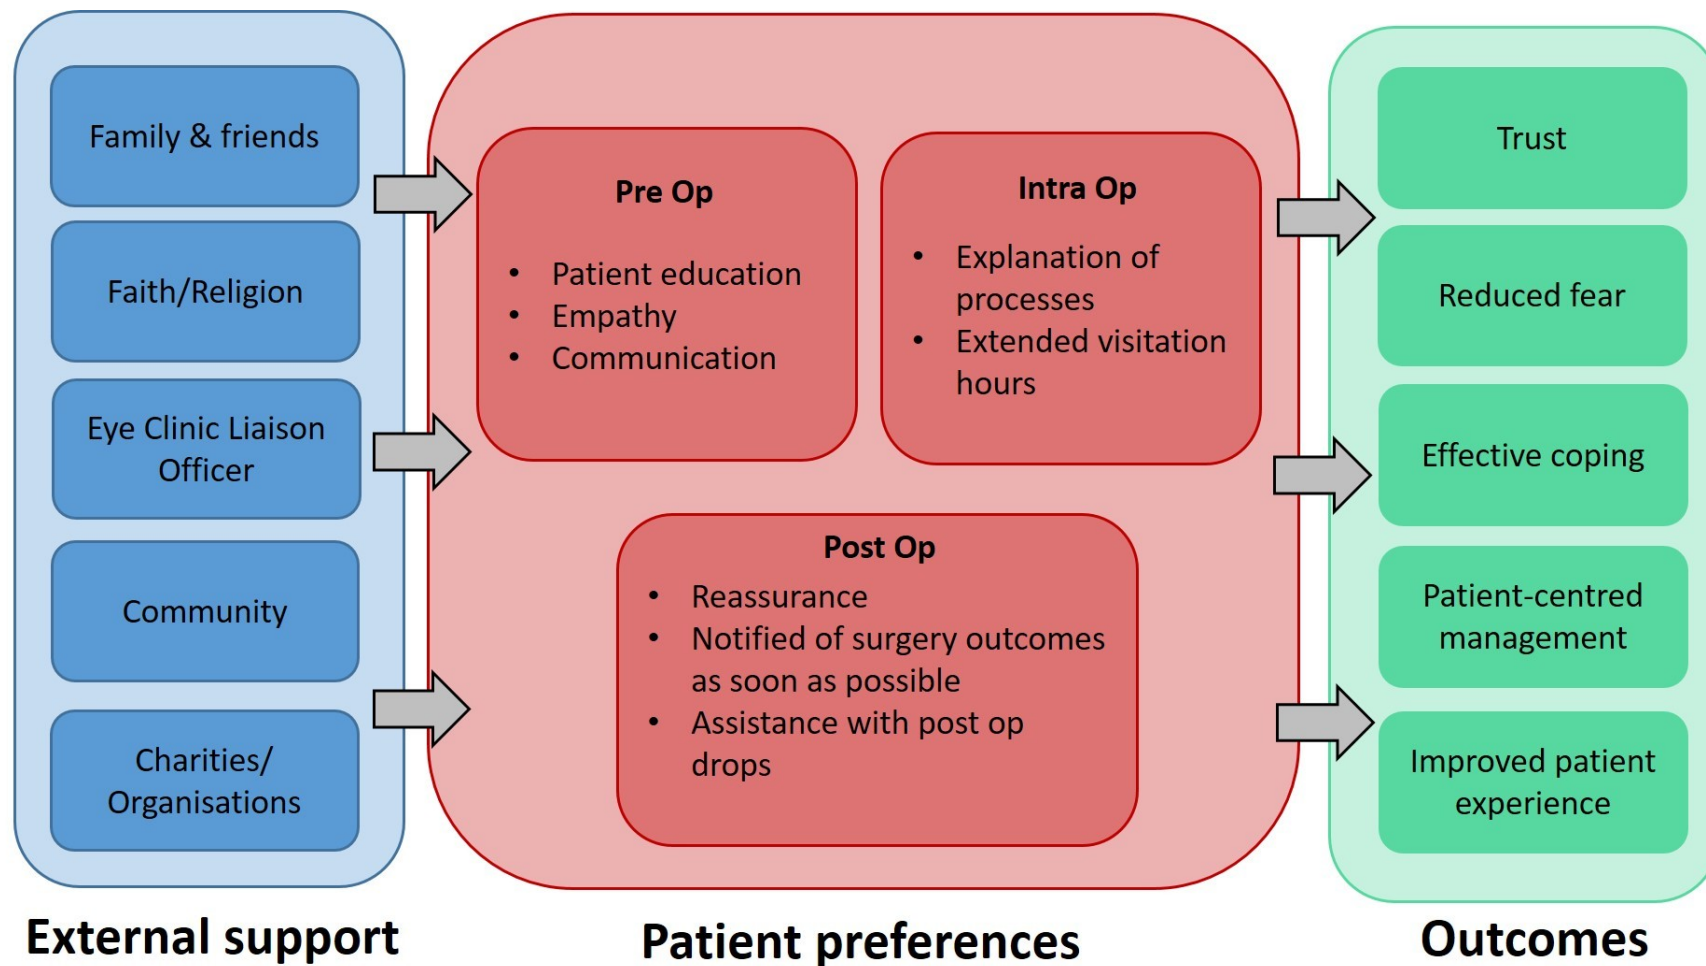 Family & friends
Faith/Religion
Eye Clinic Liaison
Officer
Community
Charities/
Organisations
External support
Pre Op
• Patient education
• Empathy
• Communication
Intra Op
• Explanation of
processes
• Extended visitation
hours
Post Op
• Reassurance
• Notified of surgery outcomes
as soon as possible
• Assistance with post op
drops
Patient preferences
Trust
Reduced fear
Effective coping
Patient-centred
management
Improved patient
experience
Outcomes